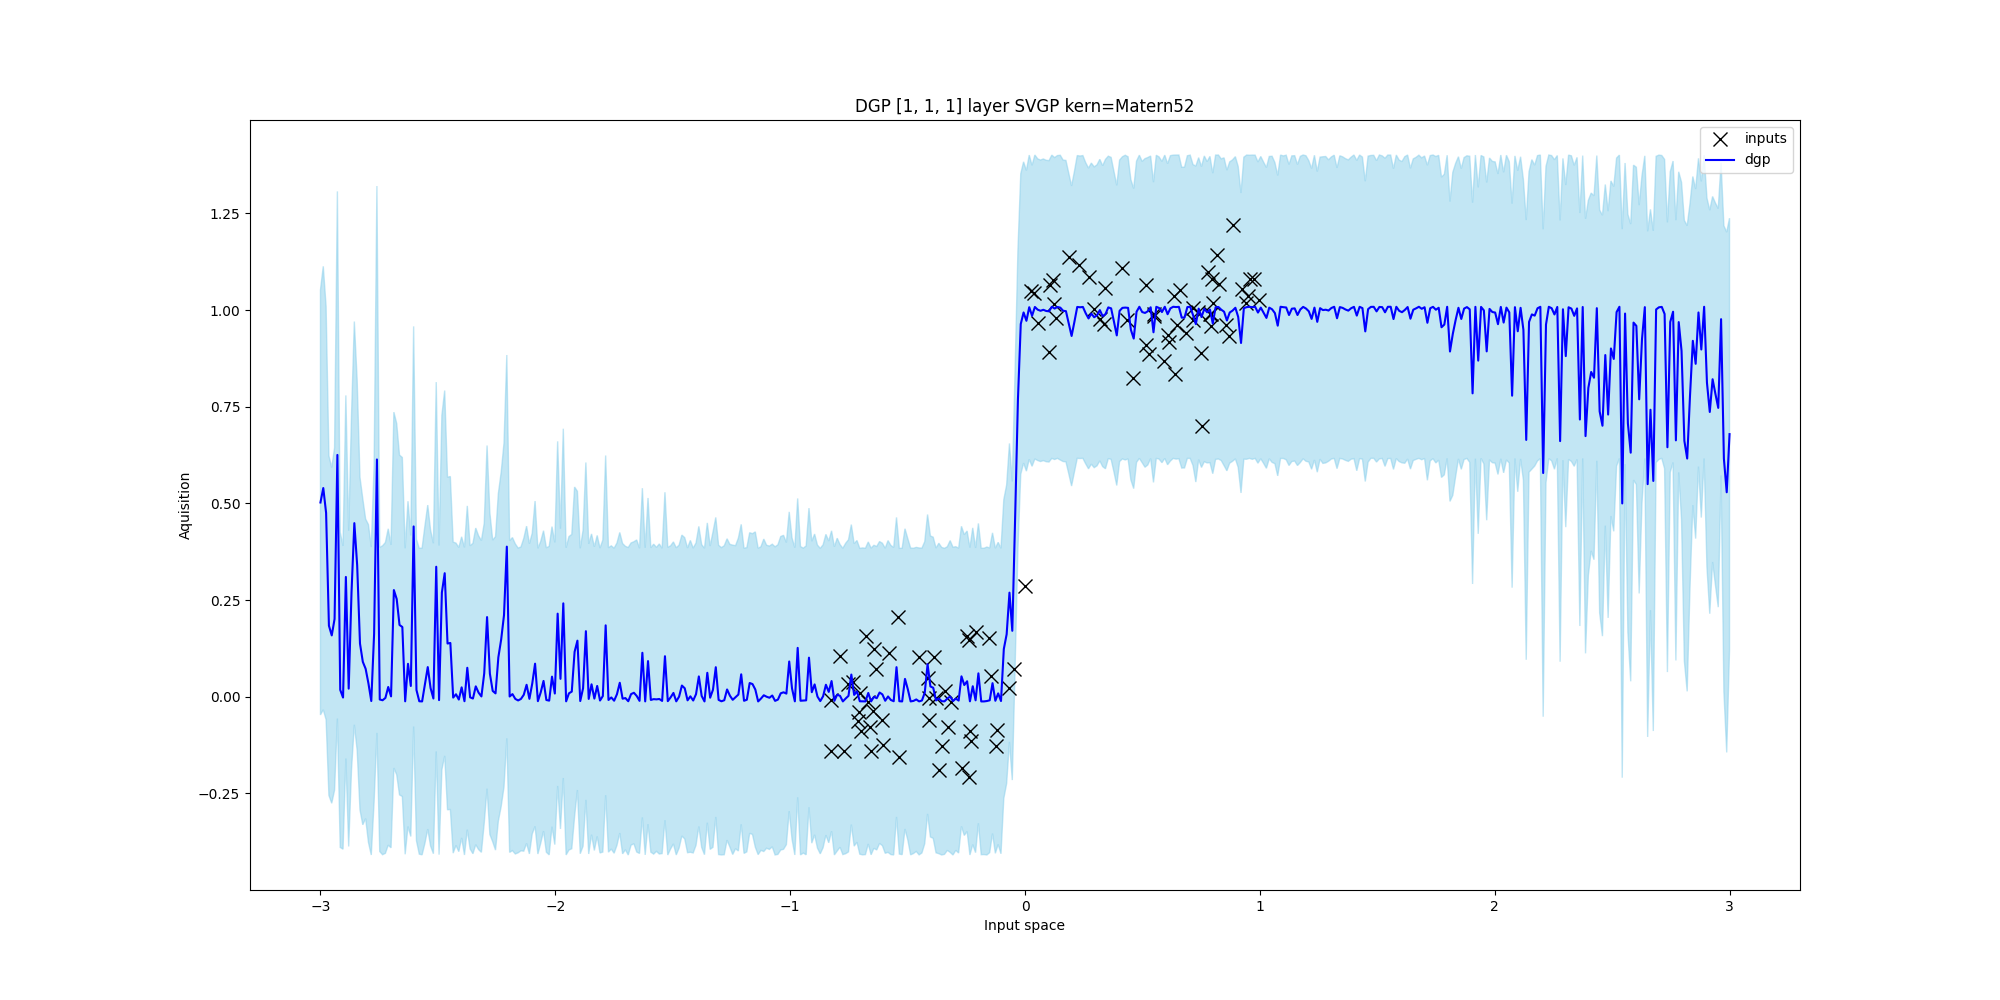 DGP [1, 1, 1] layer SVGP kern=Matern52
inputs
dgp
1.25
1.00
0.75
0.50
0.25
0.00
−0.25
Aquisition
−3
−2
−1
0
1
2
3
Input space